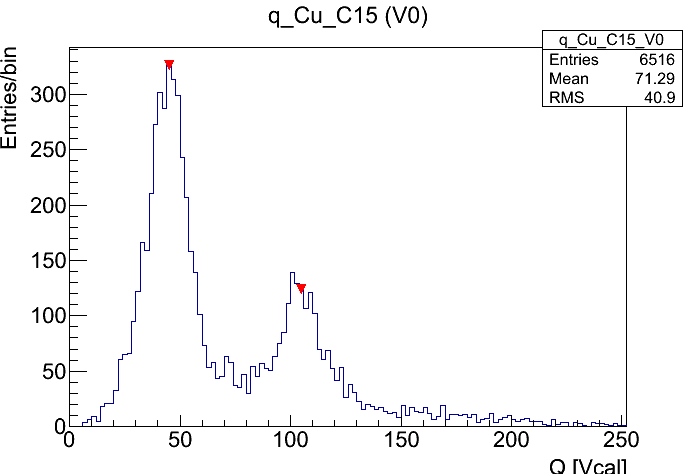 q_Cu_C15 (V0)
q_Cu_C15_V0
Entries 6516
Mean 71.29
RMS 40.9
Entries/bin
300
250
200
150
100
50
0
0 50 100 150 200 250
Q [Vcal]